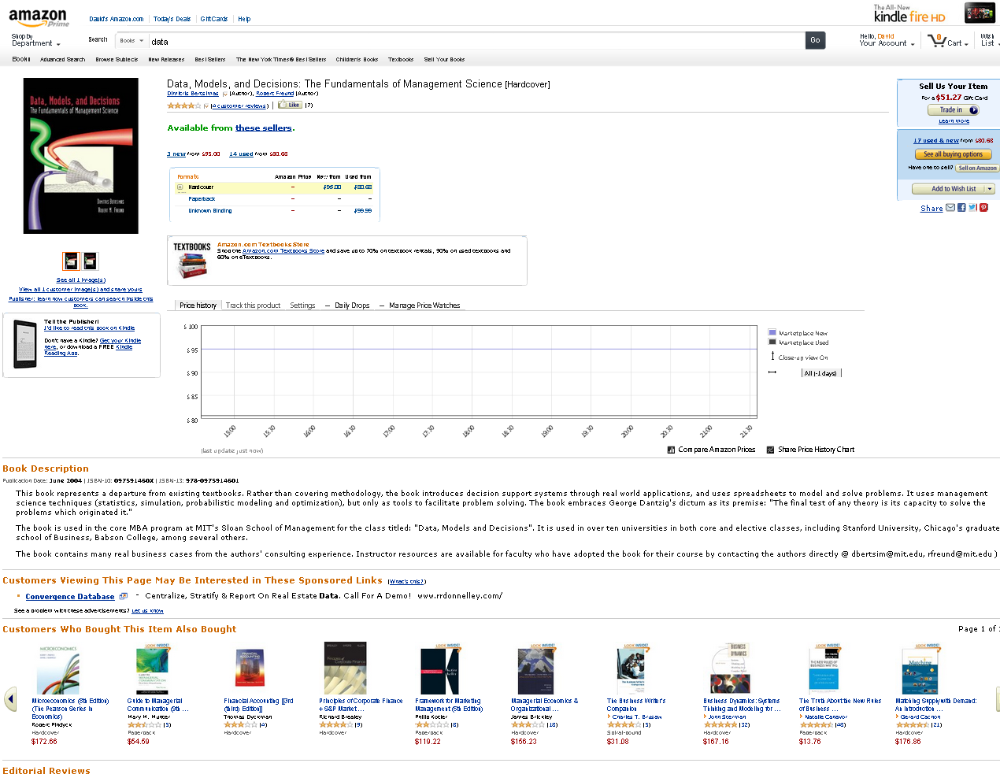 amazon
Prime
David's Amazon.com
Today's Deals
Gift Cards
Help
The All-New
kindle fire HD
Shop by
Department
Search
Books
data
Go
Hello, David
Your Account
0
Cart
Wish
List
Books
Advanced Search
Browse Subjects
New Releases
Best Sellers
The New York Times® Best Sellers
Children's Books
Textbooks
Sell Your Books
Data, Models, and Decisions
The Fundamentals of Management Science
Dimitris Bertsimas
Robert M. Freund
See all 1 image(s)
View all 1 customer image(s) and share yours
Publisher: learn how customers can search inside this
book.
Tell the Publisher!
I'd like to read this book on Kindle
Don't have a Kindle? Get your Kindle
here, or download a FREE Kindle
Reading App.
Data, Models, and Decisions: The Fundamentals of Management Science [Hardcover]
Dimitris Bertsimas (Author), Robert Freund (Author)
(4 customer reviews) | Like (7)
Available from these sellers.
3 new from $95.00 14 used from $80.68
Formats Amazon Price New from Used from
Hardcover -- $95.00 $80.68
Paperback -- -- --
Unknown Binding -- -- $99.99
TEXTBOOKS
Amazon.com Textbooks Store
Shop the Amazon.com Textbooks Store and save up to 70% on textbook rentals, 90% on used textbooks and
60% on eTextbooks.
Sell Us Your Item
For a $51.27 Gift Card
Trade in
Learn more
17 used & new from $80.68
See all buying options
Have one to sell? Sell on Amazon
Add to Wish List
Share
Price history
Track this product
Settings
— Daily Drops
— Manage Price Watches
$ 100
$ 95
$ 90
$ 85
$ 80
15:00 15:30 16:00 16:30 17:00 17:30 18:00 18:30 19:00 19:30 20:00 20:30 21:00 21:30
Marketplace New
Marketplace Used
Close-up view On
All (-1 days)
(last update: just now)
Compare Amazon Prices
Share Price History Chart
Book Description
Publication Date: June 2004 | ISBN-10: 097591460X | ISBN-13: 978-0975914601
This book represents a departure from existing textbooks. Rather than covering methodology, the book introduces decision support systems through real world applications, and uses spreadsheets to model and solve problems. It uses management
science techniques (statistics, simulation, probabilistic modeling and optimization), but only as tools to facilitate problem solving. The book embraces George Dantzig's dictum as its premise: "The final test of any theory is its capacity to solve the
problems which originated it."
The book is used in the core MBA program at MIT's Sloan School of Management for the class titled: "Data, Models and Decisions". It is used in over ten universities in both core and elective classes, including Stanford University, Chicago's graduate
school of Business, Babson College, among several others.
The book contains many real business cases from the authors' consulting experience. Instructor resources are available for faculty who have adopted the book for their course by contacting the authors directly @ dbertsim@mit.edu, rfreund@mit.edu )
Customers Viewing This Page May Be Interested in These Sponsored Links (What's this?)
Convergence Database - Centralize, Stratify & Report On Real Estate Data. Call For A Demo! www.rrdonnelley.com/
See a problem with these advertisements? Let us know
Customers Who Bought This Item Also Bought
Page 1 of
Microeconomics (8th Edition)
(The Pearson Series in
Economics)
Robert Pindyck
(5)
Hardcover
$172.66
Guide to Managerial
Communication (9th ...
Mary M. Munter
(5)
Paperback
$54.59
Financial Accounting [[3rd
(third) Edition]]
Thomas Dyckman
(4)
Hardcover
Principles of Corporate Finance
+ S&P Market ...
Richard Brealey
(9)
Hardcover
Framework for Marketing
Management (5th Edition)
Philip Kotler
(8)
Paperback
$119.22
Managerial Economics &
Organizational ...
James Brickley
(18)
Hardcover
$156.23
The Business Writer's
Companion
Charles T. Brusaw
(5)
Spiral-bound
$31.08
Business Dynamics: Systems
Thinking and Modeling for ...
John Sterman
(32)
Hardcover
$167.16
The Truth About the New Rules
of Business ...
Natalie Canavor
(48)
Paperback
$13.76
Matching Supply with Demand:
An Introduction ...
Gerard Cachon
(21)
Hardcover
$176.86
Editorial Reviews